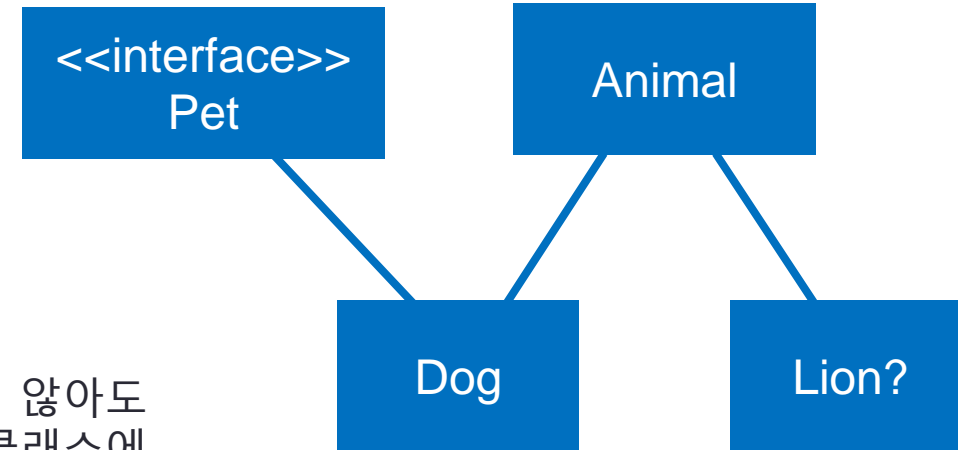 <<interface>>
Pet
Animal
Dog
Lion?
않아도